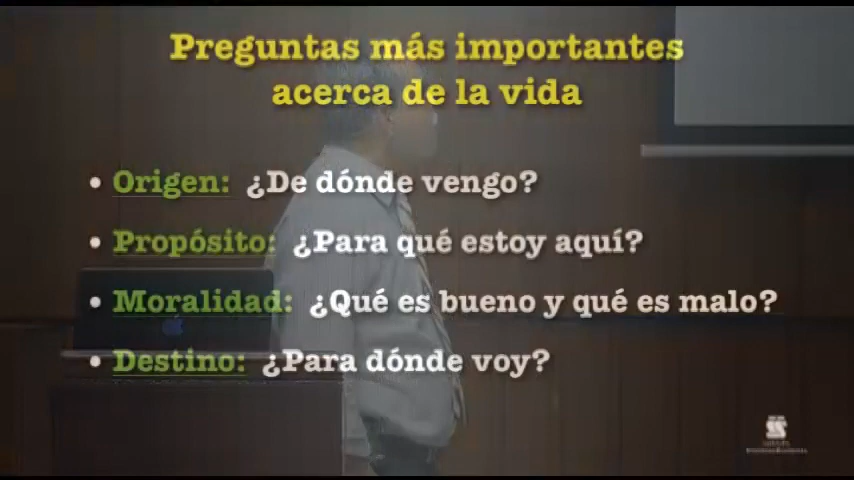 Preguntas más importantes
acerca de la vida
• Origen: ¿De dónde vengo?
• Propósito: ¿Para qué estoy aquí?
• Moralidad: ¿Qué es bueno y qué es malo?
• Destino: ¿Para dónde voy?